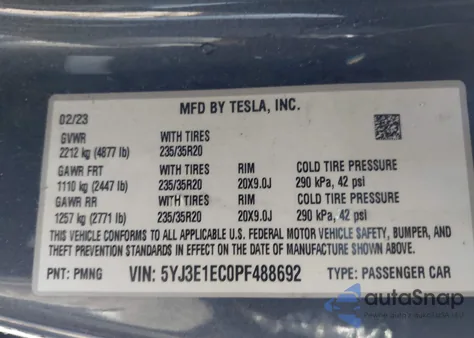 MFD BY TESLA, INC.
02/23
GVWR WITH TIRES
2212 kg (4877 lb) 235/35R20
GAWR FRT WITH TIRES RIM COLD TIRE PRESSURE
1110 kg (2447 lb) 235/35R20 20X9.0J 290 kPa, 42 psi
GAWR RR WITH TIRES RIM COLD TIRE PRESSURE
1257 kg (2771 lb) 235/35R20 20X9.0J 290 kPa, 42 psi
THIS VEHICLE CONFORMS TO ALL APPLICABLE U.S. FEDERAL MOTOR VEHICLE SAFETY, BUMPER, AND
THEFT PREVENTION STANDARDS IN EFFECT ON THE DATE OF MANUFACTURE SHOWN ABOVE.
PNT: PMNG VIN: 5YJ3E1EC0PF488692 TYPE: PASSENGER CAR
autoSnap